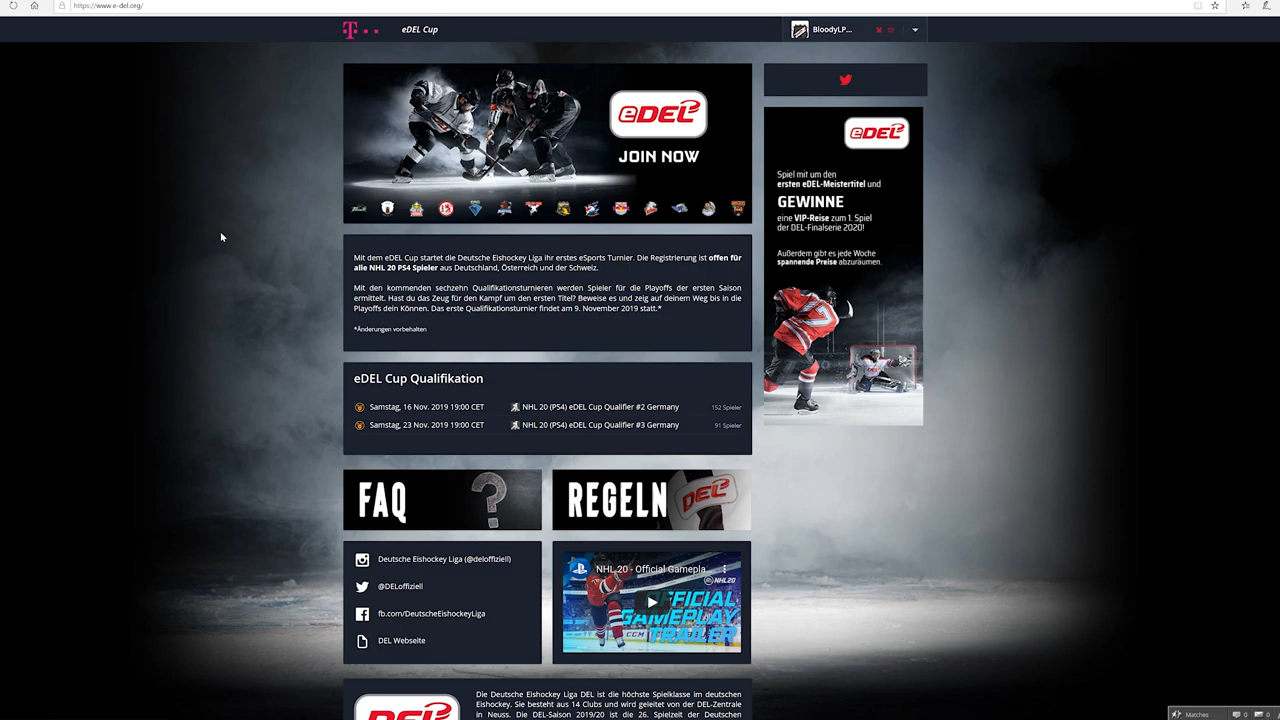 https://www.e-del.org/
eDEL Cup
BloodyLP...
eDEL
JOIN NOW
Mit dem eDEL Cup startet die Deutsche Eishockey Liga ihr erstes eSports Turnier. Die Registrierung ist offen für
alle NHL 20 PS4 Spieler aus Deutschland, Österreich und der Schweiz.
Mit den kommenden sechzehn Qualifikationsturnieren werden Spieler für die Playoffs der ersten Saison
ermittelt. Hast du das Zeug für den Kampf um den ersten Titel? Beweise es und zeig auf deinem Weg bis in die
Playoffs dein Können. Das erste Qualifikationsturnier findet am 9. November 2019 statt.*
*Änderungen vorbehalten
eDEL Cup Qualifikation
Samstag, 16 Nov. 2019 19:00 CET NHL 20 (PS4) eDEL Cup Qualifier #2 Germany 152 Spieler
Samstag, 23 Nov. 2019 19:00 CET NHL 20 (PS4) eDEL Cup Qualifier #3 Germany 91 Spieler
FAQ
REGELN
DEL
Deutsche Eishockey Liga (@deloffiziell)
@DELoffiziell
fb.com/DeutscheEishockeyLiga
DEL Webseite
NHL 20 - Official Gamepla
NHL 20
OFFICIAL
GAMEPLAY
TRAILER
CCM
DEL
Die Deutsche Eishockey Liga DEL ist die höchste Spielklasse im deutschen
Eishockey. Sie besteht aus 14 Clubs und wird geleitet von der DEL-Zentrale
in Neuss. Die DEL-Saison 2019/20 ist die 26. Spielzeit der Deutschen
eDEL
Spiel mit um den
ersten eDEL-Meistertitel und
GEWINNE
eine VIP-Reise zum 1. Spiel
der DEL-Finalserie 2020!
Außerdem gibt es jede Woche
spannende Preise abzuräumen.
7
Matches
0
0